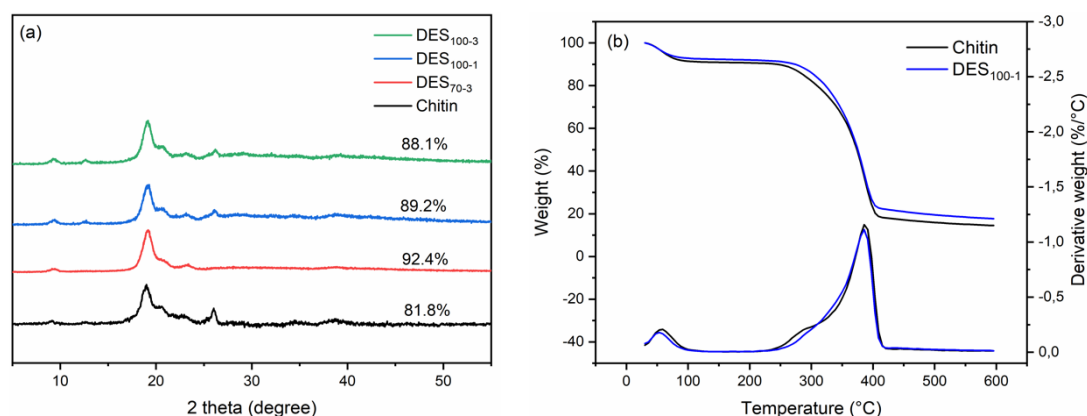 (a)
DES100-3
DES100-1
DES70-3
Chitin
88.1%
89.2%
92.4%
81.8%
10 20 30 40 50
2 theta (degree)
(b)
Chitin
DES100-1
100
80
60
40
20
0
-20
-40
Weight (%)
0 100 200 300 400 500 600
Temperature (°C)
-3,0
-2,5
-2,0
-1,5
-1,0
-0,5
0,0
Derivative weight (%/°C)